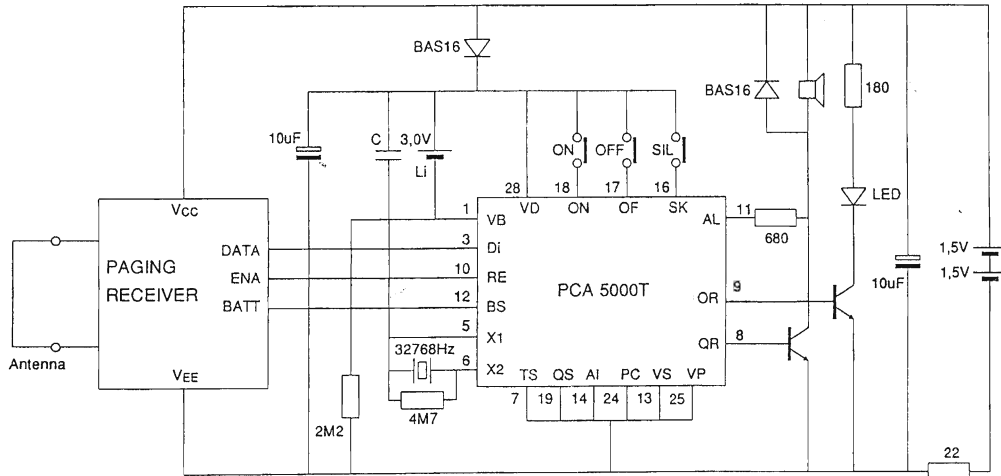 BAS16
BAS16
180
10uF
C
3,0V
Li
ON
OFF
SIL
28
18
17
16
VCC
1
VB
VD
ON
OF
SK
AL
11
680
LED
DATA
3
Di
PAGING
RECEIVER
ENA
10
RE
PCA 5000T
1,5V
1,5V
BATT
12
BS
OR
9
10uF
5
X1
QR
8
Antenna
32768Hz
6
X2
VEE
TS
QS
AI
PC
VS
VP
7
19
14
24
13
25
4M7
2M2
22